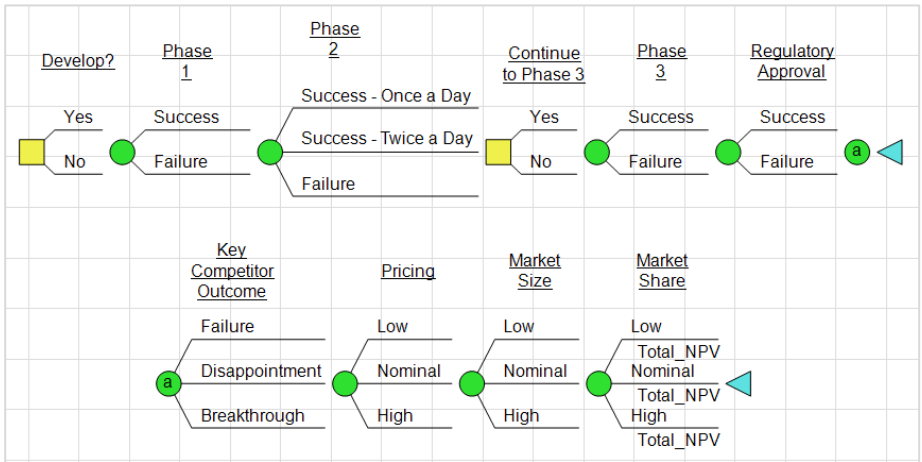 Develop?
Phase
1
Phase
2
Continue
to Phase 3
Phase
3
Regulatory
Approval
Success - Once a Day
Yes
Success
Success - Twice a Day
Yes
Success
Success
No
Failure
Failure
No
Failure
Failure
a
Key
Competitor
Outcome
Pricing
Market
Size
Market
Share
Failure
Low
Low
Low
Total_NPV
a
Disappointment
Nominal
Nominal
Nominal
Total_NPV
Breakthrough
High
High
High
Total_NPV